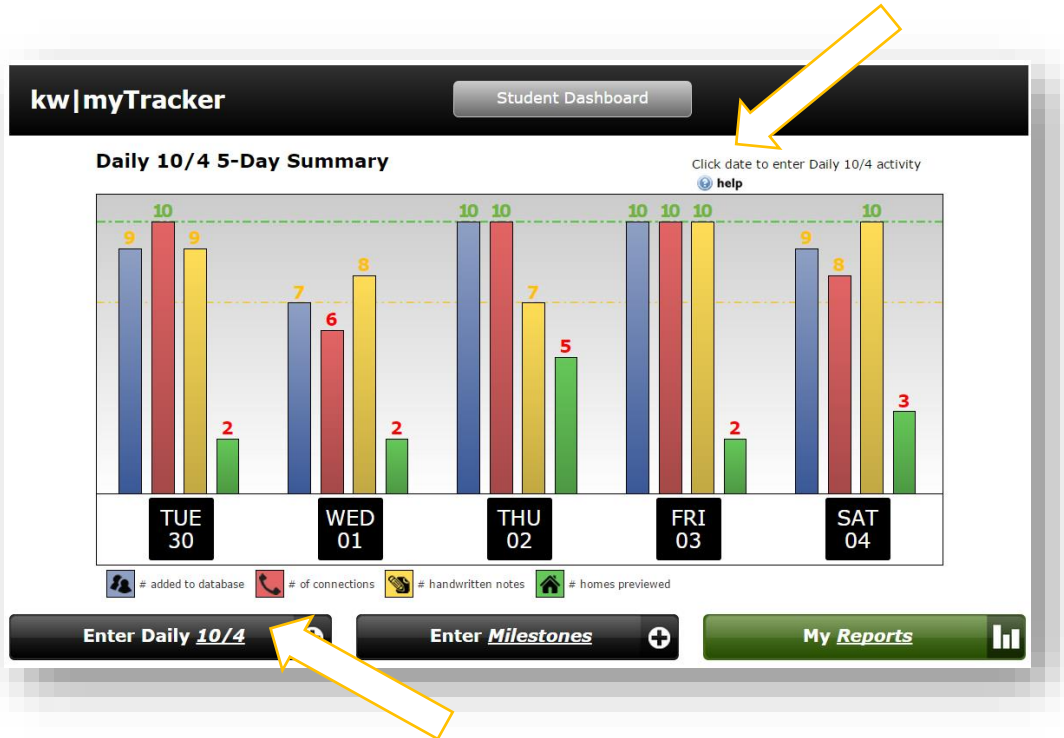 kw|myTracker
Student Dashboard
Daily 10/4 5-Day Summary
Click date to enter Daily 10/4 activity
help
9 10 9 2
7 6 8 2
10 10 7 5
10 10 10 2
9 8 10 3
TUE
30
WED
01
THU
02
FRI
03
SAT
04
# added to database # of connections # handwritten notes # homes previewed
Enter Daily 10/4 Enter Milestones My Reports